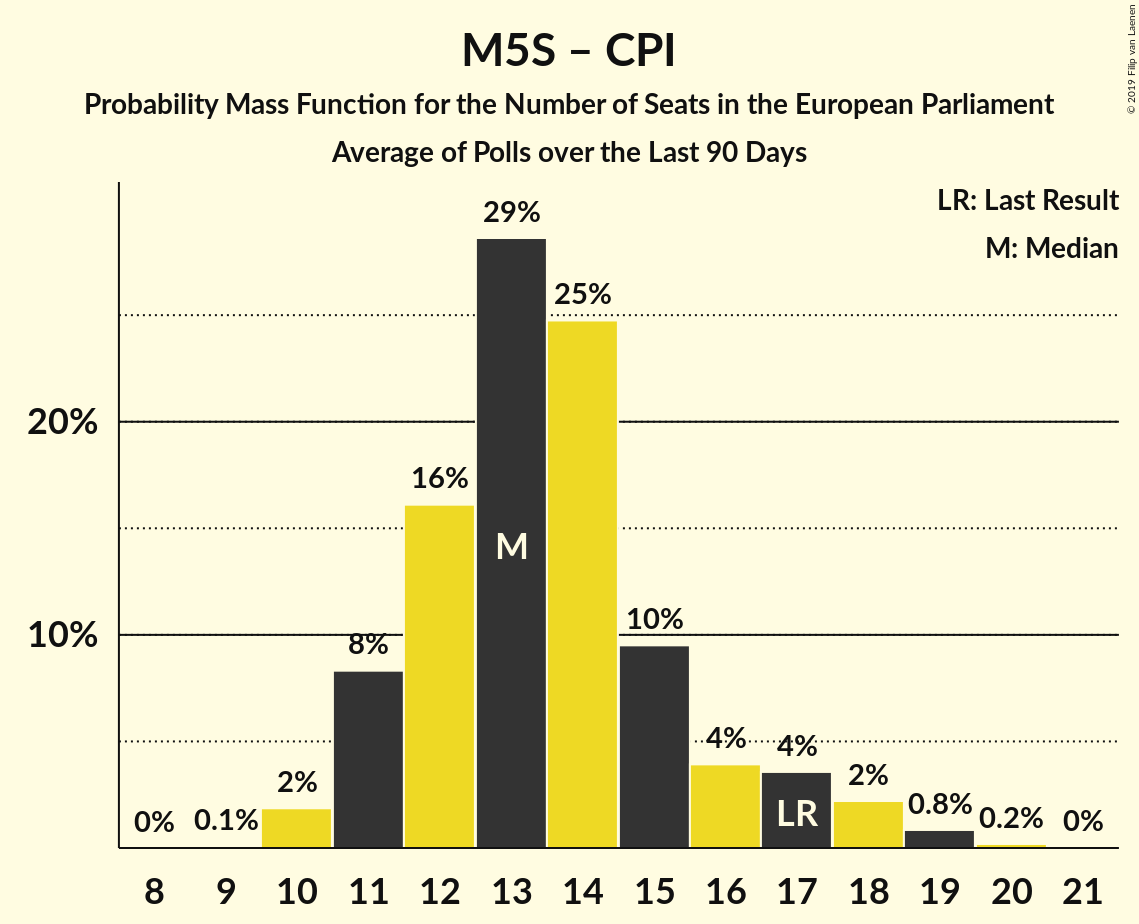 M5S – CPI
Probability Mass Function for the Number of Seats in the European Parliament
Average of Polls over the Last 90 Days
© 2019 Filip van Laenen
LR: Last Result
M: Median
29%
25%
20%
16%
M
10%
10%
8%
4%
4%
2%
2%
LR
0%
0.1%
0.8%
0.2%
0%
8 9 10 11 12 13 14 15 16 17 18 19 20 21